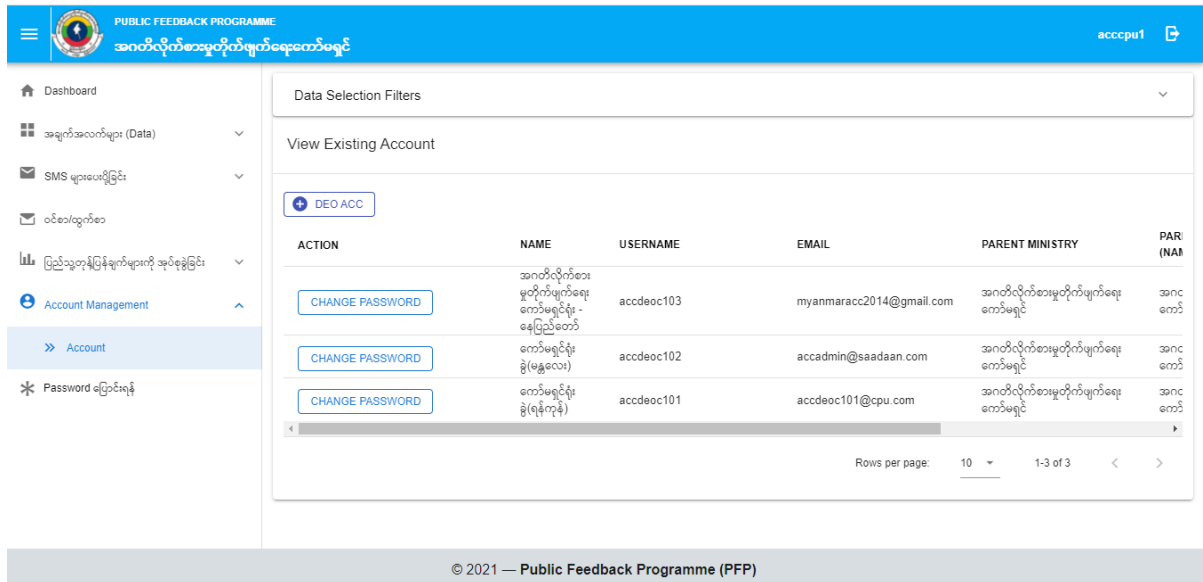 PUBLIC FEEDBACK PROGRAMME
အဂတိလိုက်စားမှုတိုက်ဖျက်ရေးကော်မရှင်
acccpu1
Dashboard
အချက်အလက်များ (Data)
SMS များပေးပို့ခြင်း
ဝင်စာ/ထွက်စာ
ပြည်သူ့တုန့်ပြန်ချက်များကို အုပ်စုခွဲခြင်း
Account Management
Account
Password ပြောင်းရန်
Data Selection Filters
View Existing Account
DEO ACC
ACTION NAME USERNAME EMAIL PARENT MINISTRY
အဂတိလိုက်စား
မှုတိုက်ဖျက်ရေး
ကော်မရှင်ရုံး -
နေပြည်တော်
CHANGE PASSWORD accdeoc103 myanmaracc2014@gmail.com
အဂတိလိုက်စားမှုတိုက်ဖျက်ရေး
ကော်မရှင်
ကော်မရှင်ရုံး
ခွဲ(မန္တလေး)
CHANGE PASSWORD accdeoc102 accadmin@saadaan.com
အဂတိလိုက်စားမှုတိုက်ဖျက်ရေး
ကော်မရှင်
ကော်မရှင်ရုံး
ခွဲ(ရန်ကုန်)
CHANGE PASSWORD accdeoc101 accdeoc101@cpu.com
အဂတိလိုက်စားမှုတိုက်ဖျက်ရေး
ကော်မရှင်
Rows per page: 10 1-3 of 3
© 2021 — Public Feedback Programme (PFP)